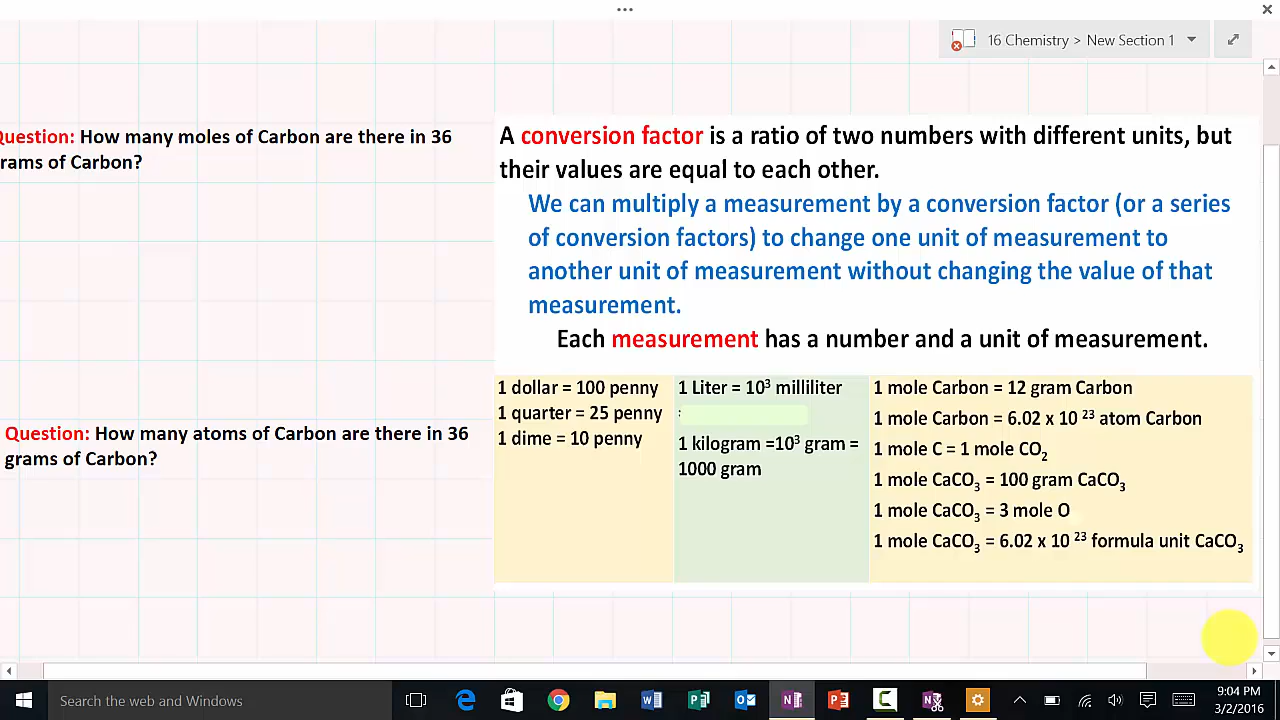 16 Chemistry > New Section 1
Question: How many moles of Carbon are there in 36
rams of Carbon?
A conversion factor is a ratio of two numbers with different units, but
their values are equal to each other.
We can multiply a measurement by a conversion factor (or a series
of conversion factors) to change one unit of measurement to
another unit of measurement without changing the value of that
measurement.
Each measurement has a number and a unit of measurement.
Question: How many atoms of Carbon are there in 36
grams of Carbon?
1 dollar = 100 penny
1 quarter = 25 penny
1 dime = 10 penny
1 Liter = 10³ milliliter
1 kilogram =10³ gram =
1000 gram
1 mole Carbon = 12 gram Carbon
1 mole Carbon = 6.02 x 10 ²³ atom Carbon
1 mole C = 1 mole CO₂
1 mole CaCO₃ = 100 gram CaCO₃
1 mole CaCO₃ = 3 mole O
1 mole CaCO₃ = 6.02 x 10 ²³ formula unit CaCO₃
Search the web and Windows
9:04 PM
3/2/2016